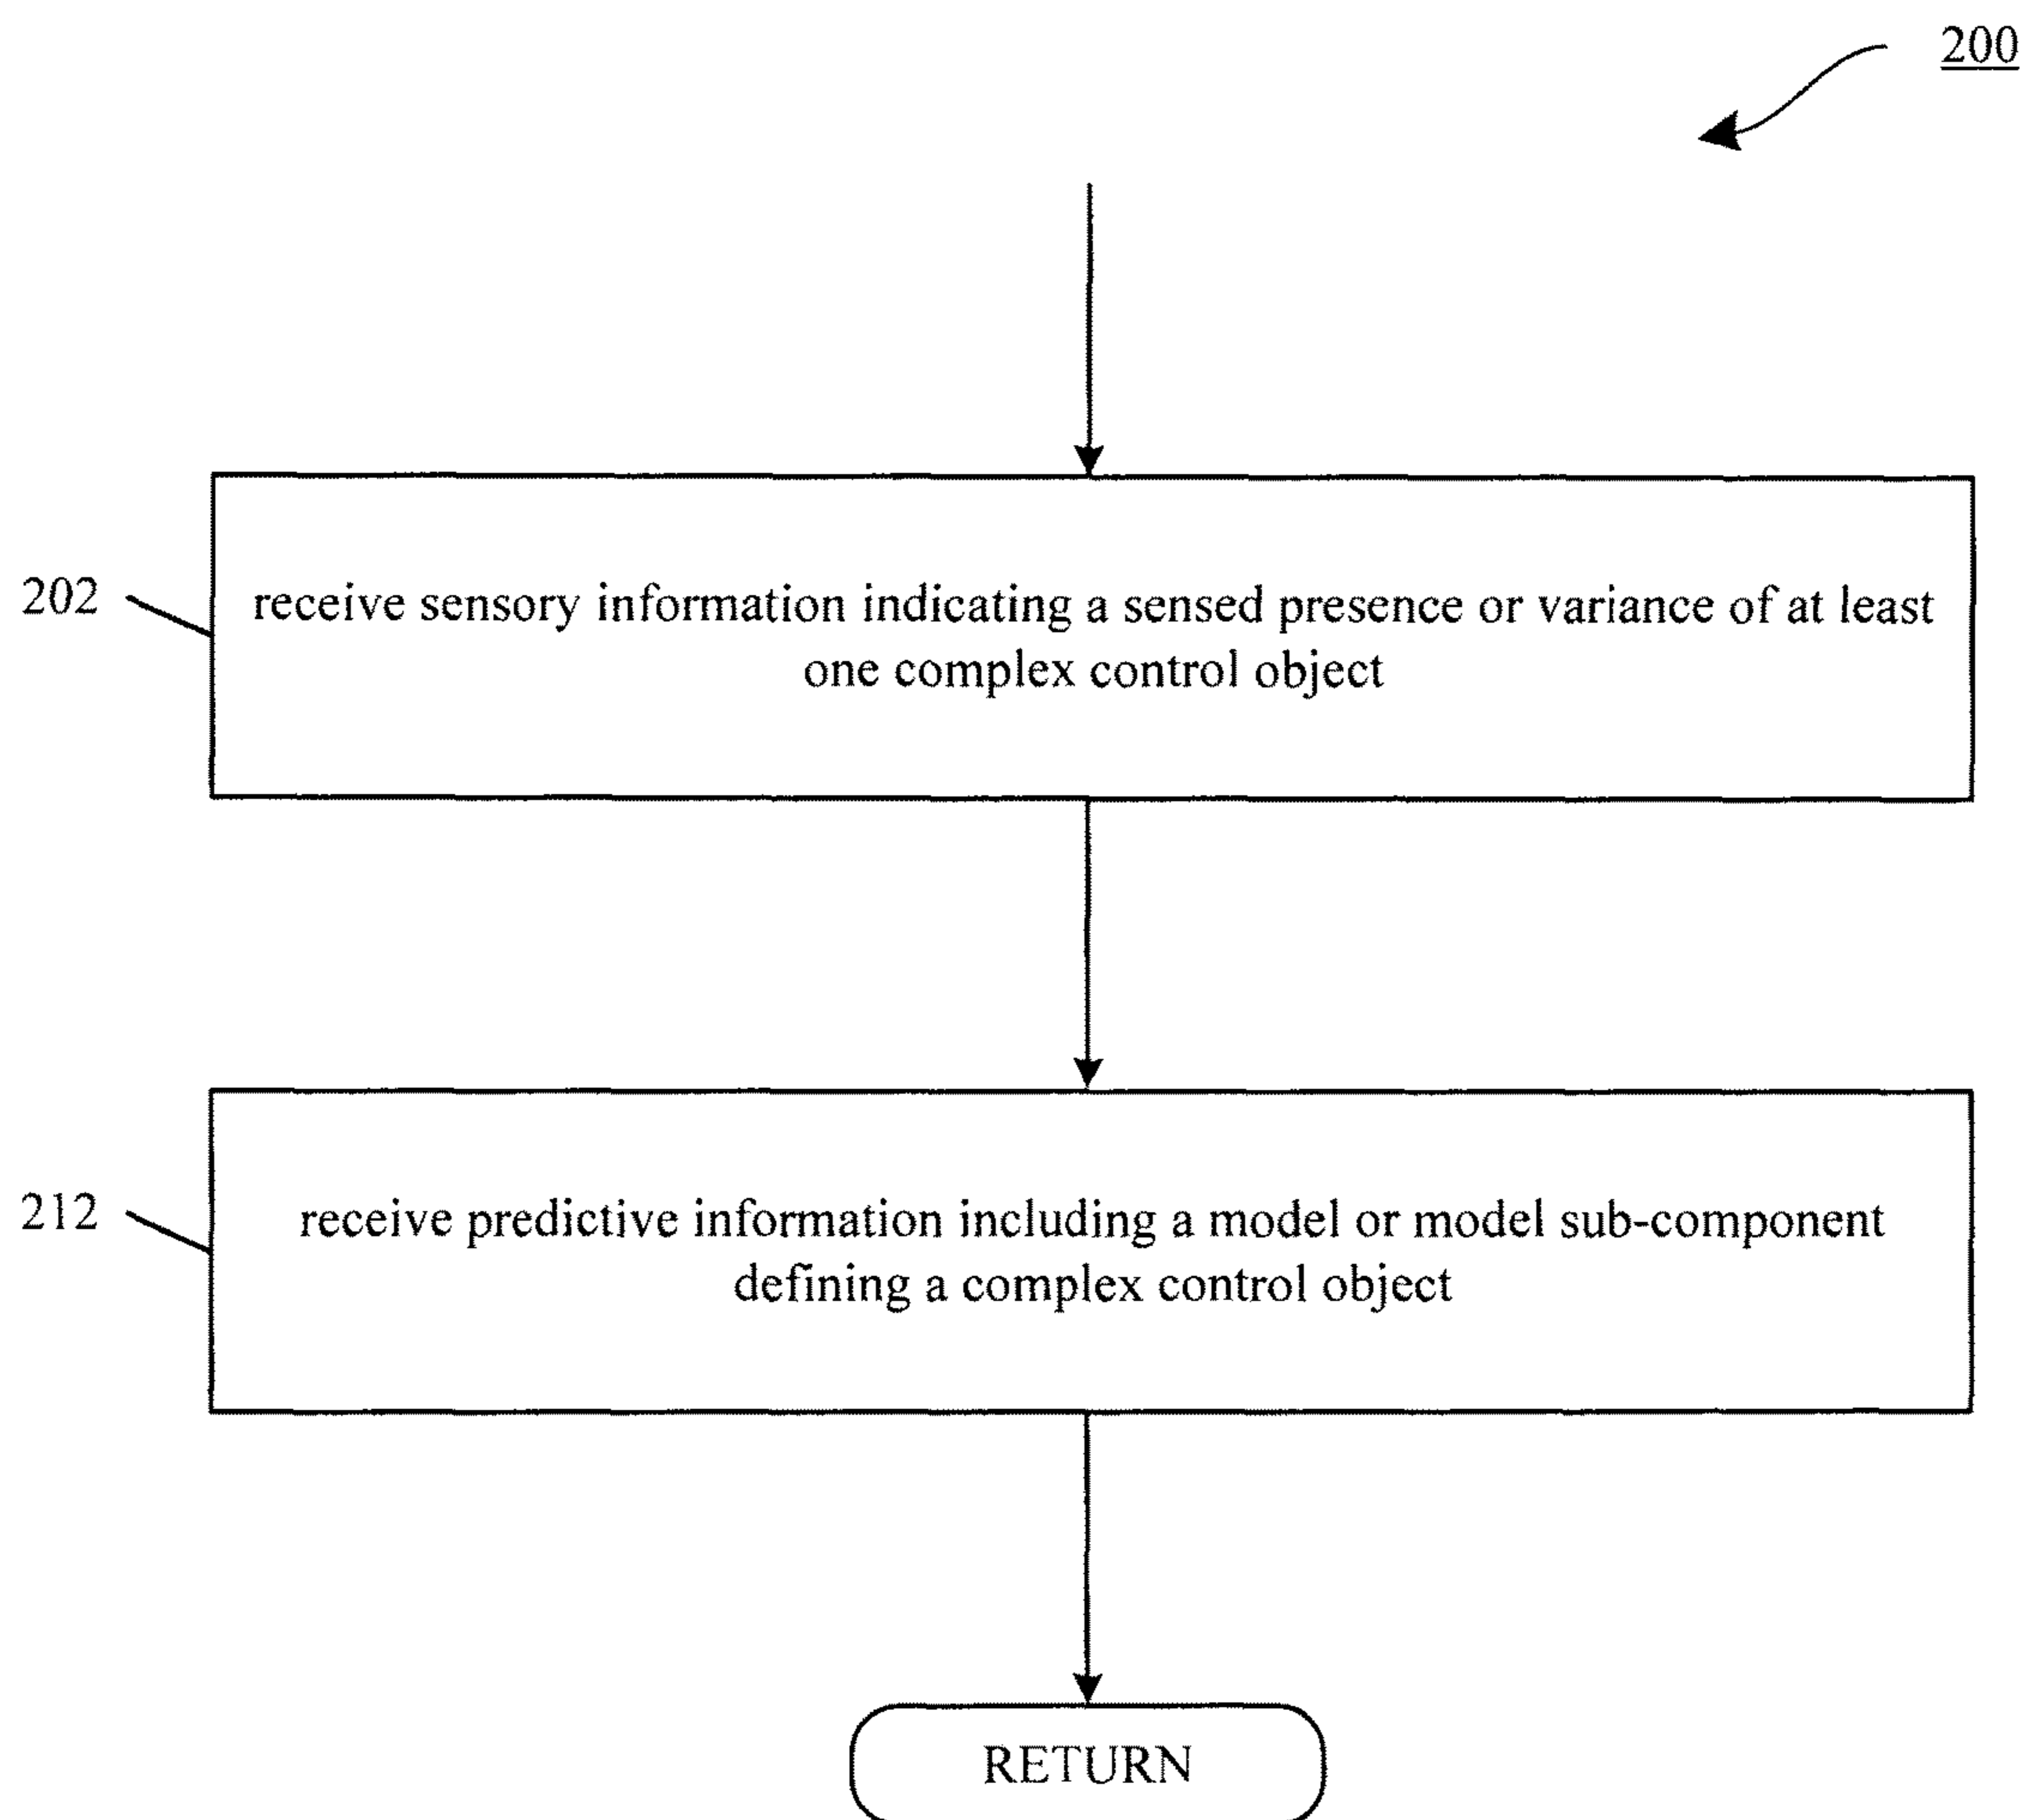 200
202
receive sensory information indicating a sensed presence or variance of at least
one complex control object
212
receive predictive information including a model or model sub-component
defining a complex control object
RETURN